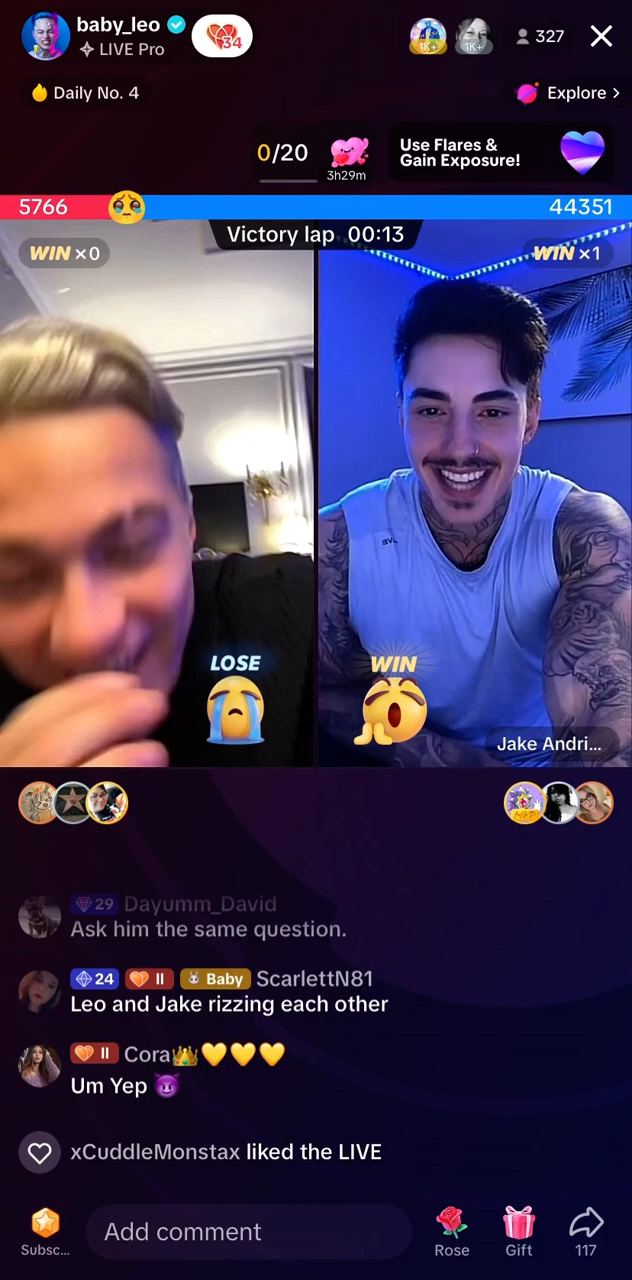 baby_leo
LIVE Pro
34
1K+
1K+
327
Daily No. 4
Explore >
0/20
3h29m
Use Flares &
Gain Exposure!
5766
44351
Victory lap 00:13
WIN ×0
WIN ×1
LOSE
WIN
Jake Andri...
29 Dayumm_David
Ask him the same question.
24 II Baby ScarlettN81
Leo and Jake rizzing each other
II Cora👑💛💛💛
Um Yep 😈
xCuddleMonstax liked the LIVE
Subsc...
Add comment
Rose
Gift
117